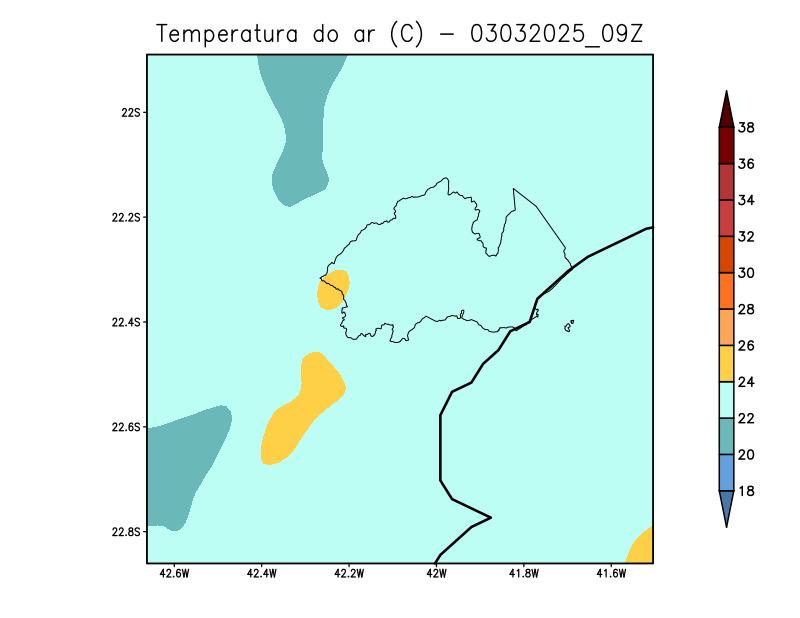 Temperatura do ar (C) − 03032025_09Z
22S
22.2S
22.4S
22.6S
22.8S
42.6W
42.4W
42.2W
42W
41.8W
41.6W
38
36
34
32
30
28
26
24
22
20
18